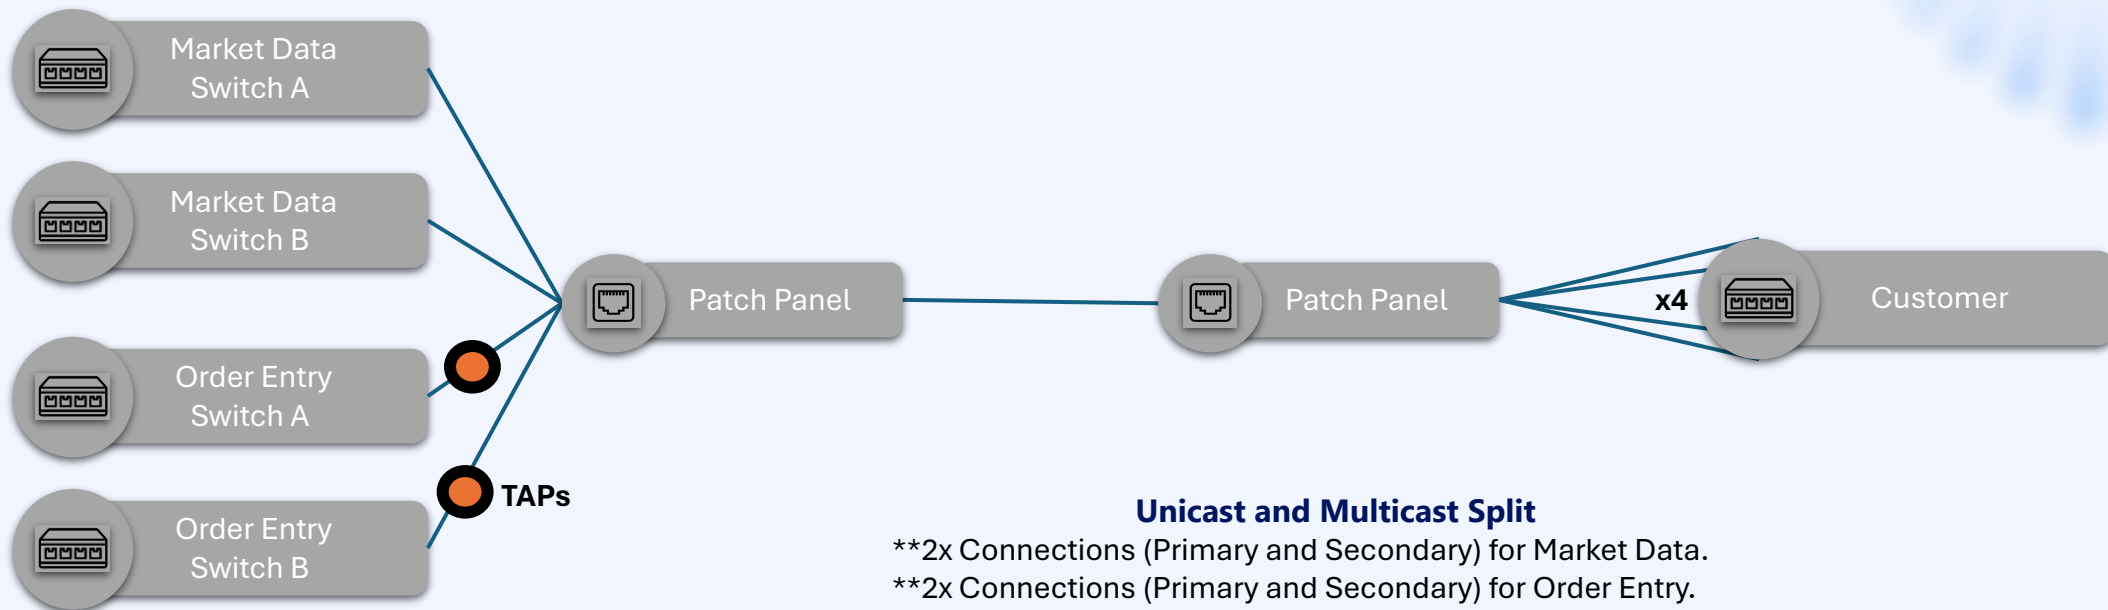 Market Data
Switch A
Market Data
Switch B
Order Entry
Switch A
Order Entry
Switch B
TAPs
Patch Panel
Patch Panel
x4
Customer
Unicast and Multicast Split
**2x Connections (Primary and Secondary) for Market Data.
**2x Connections (Primary and Secondary) for Order Entry.